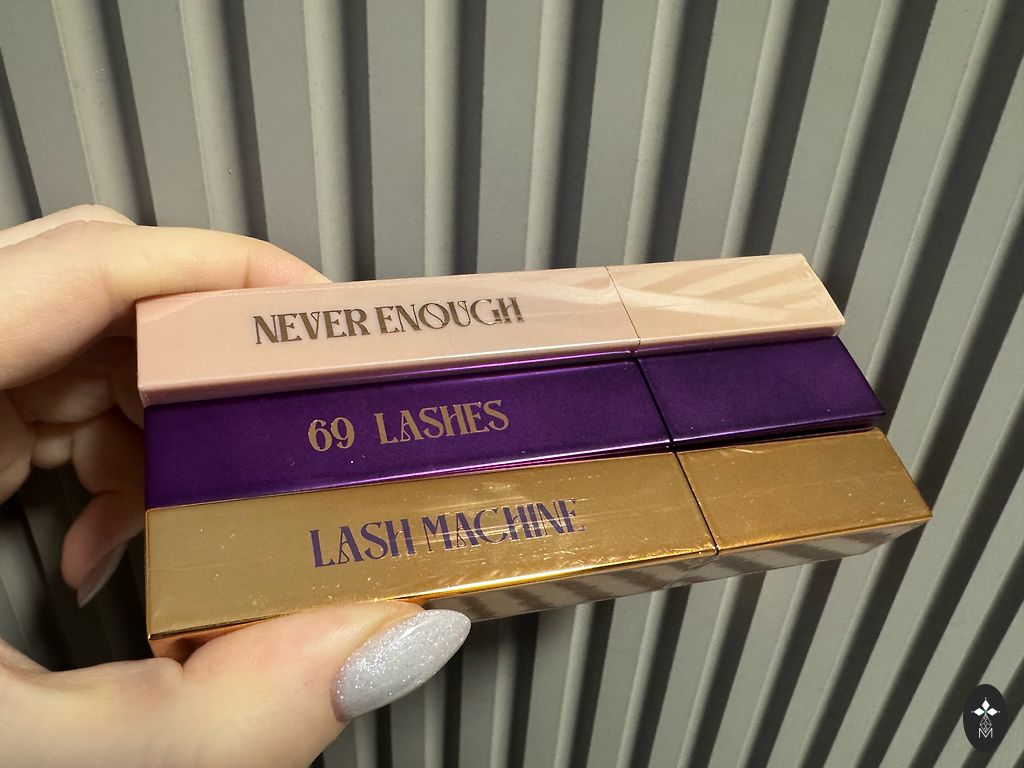 NEVER ENOUGH
69 LASHES
LASH MACHINE
M